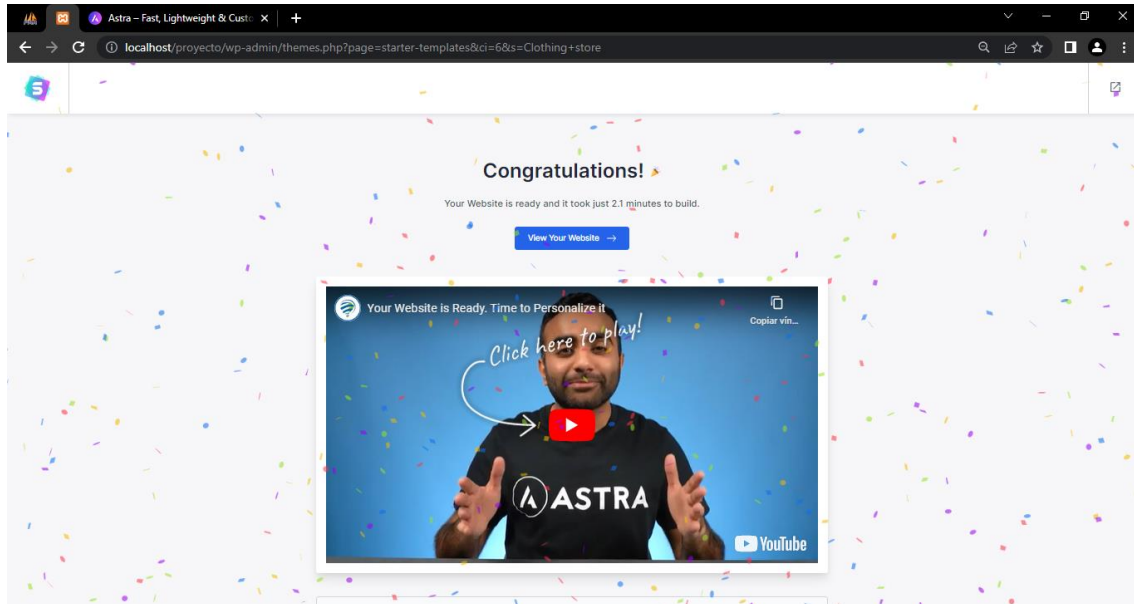 Astra – Fast, Lightweight & Custo
localhost/proyecto/wp-admin/themes.php?page=starter-templates&ci=6&s=Clothing+store
Congratulations!
Your Website is ready and it took just 2.1 minutes to build.
View Your Website →
Your Website is Ready. Time to Personalize it
Copiar vín...
Click here to play!
ASTRA
YouTube